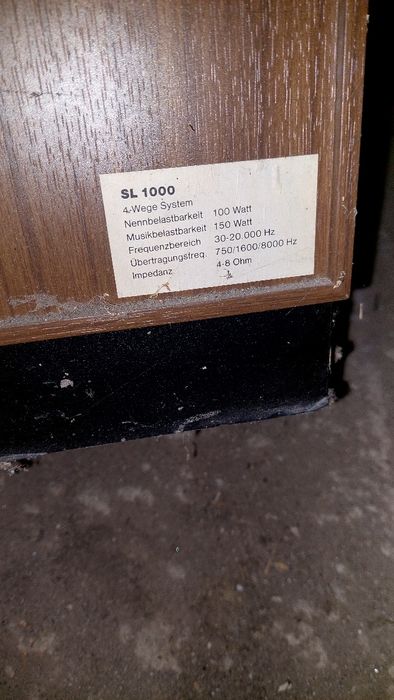 SL 1000
4-Wege System
Nennbelastbarkeit 100 Watt
Musikbelastbarkeit 150 Watt
Frequenzbereich 30-20.000 Hz
Übertragungsfreq. 750/1600/8000 Hz
Impedanz 4-8 Ohm